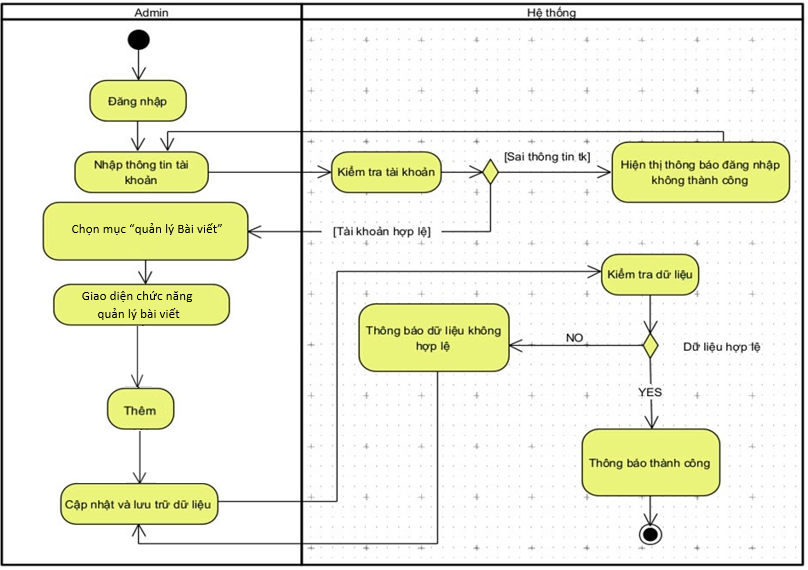 Admin
Hệ thống
Đăng nhập
Nhập thông tin tài
khoản
Kiểm tra tài khoản
[Sai thông tin tk]
Hiện thị thông báo đăng nhập
không thành công
Chọn mục “quản lý Bài viết”
[Tài khoản hợp lệ]
Giao diện chức năng
quản lý bài viết
Kiểm tra dữ liệu
Thông báo dữ liệu không
hợp lệ
NO
Dữ liệu hợp lệ
YES
Thêm
Thông báo thành công
Cập nhật và lưu trữ dữ liệu